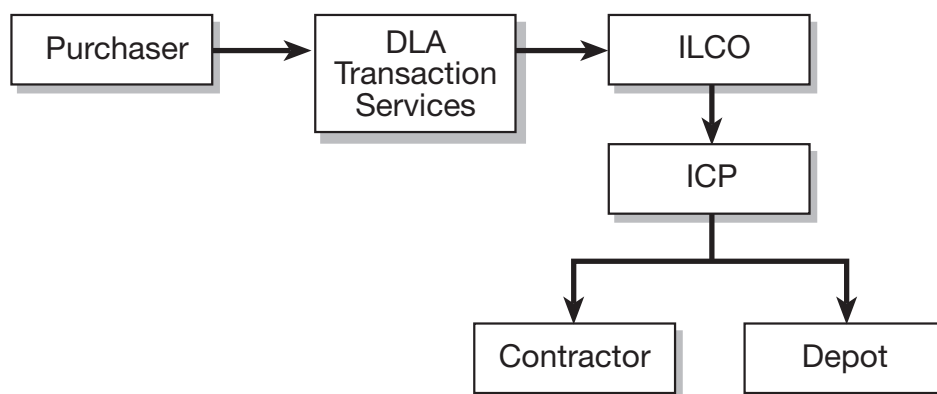 Purchaser
DLA
Transaction
Services
ILCO
ICP
Contractor
Depot